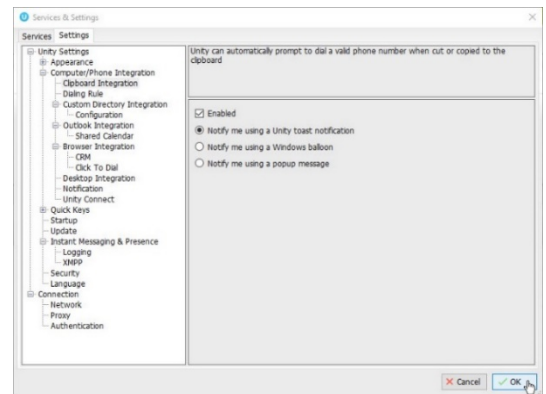 Services & Settings
Services Settings
Unity Settings
Appearance
Computer/Phone Integration
Clipboard Integration
Dialing Rule
Custom Directory Integration
Configuration
Outlook Integration
Shared Calendar
Browser Integration
CRM
Click To Dial
Desktop Integration
Notification
Unity Connect
Quick Keys
Startup
Update
Instant Messaging & Presence
Logging
XMPP
Security
Language
Connection
Network
Proxy
Authentication
Unity can automatically prompt to dial a valid phone number when cut or copied to the
clipboard
Enabled
Notify me using a Unity toast notification
Notify me using a Windows balloon
Notify me using a popup message
Cancel OK